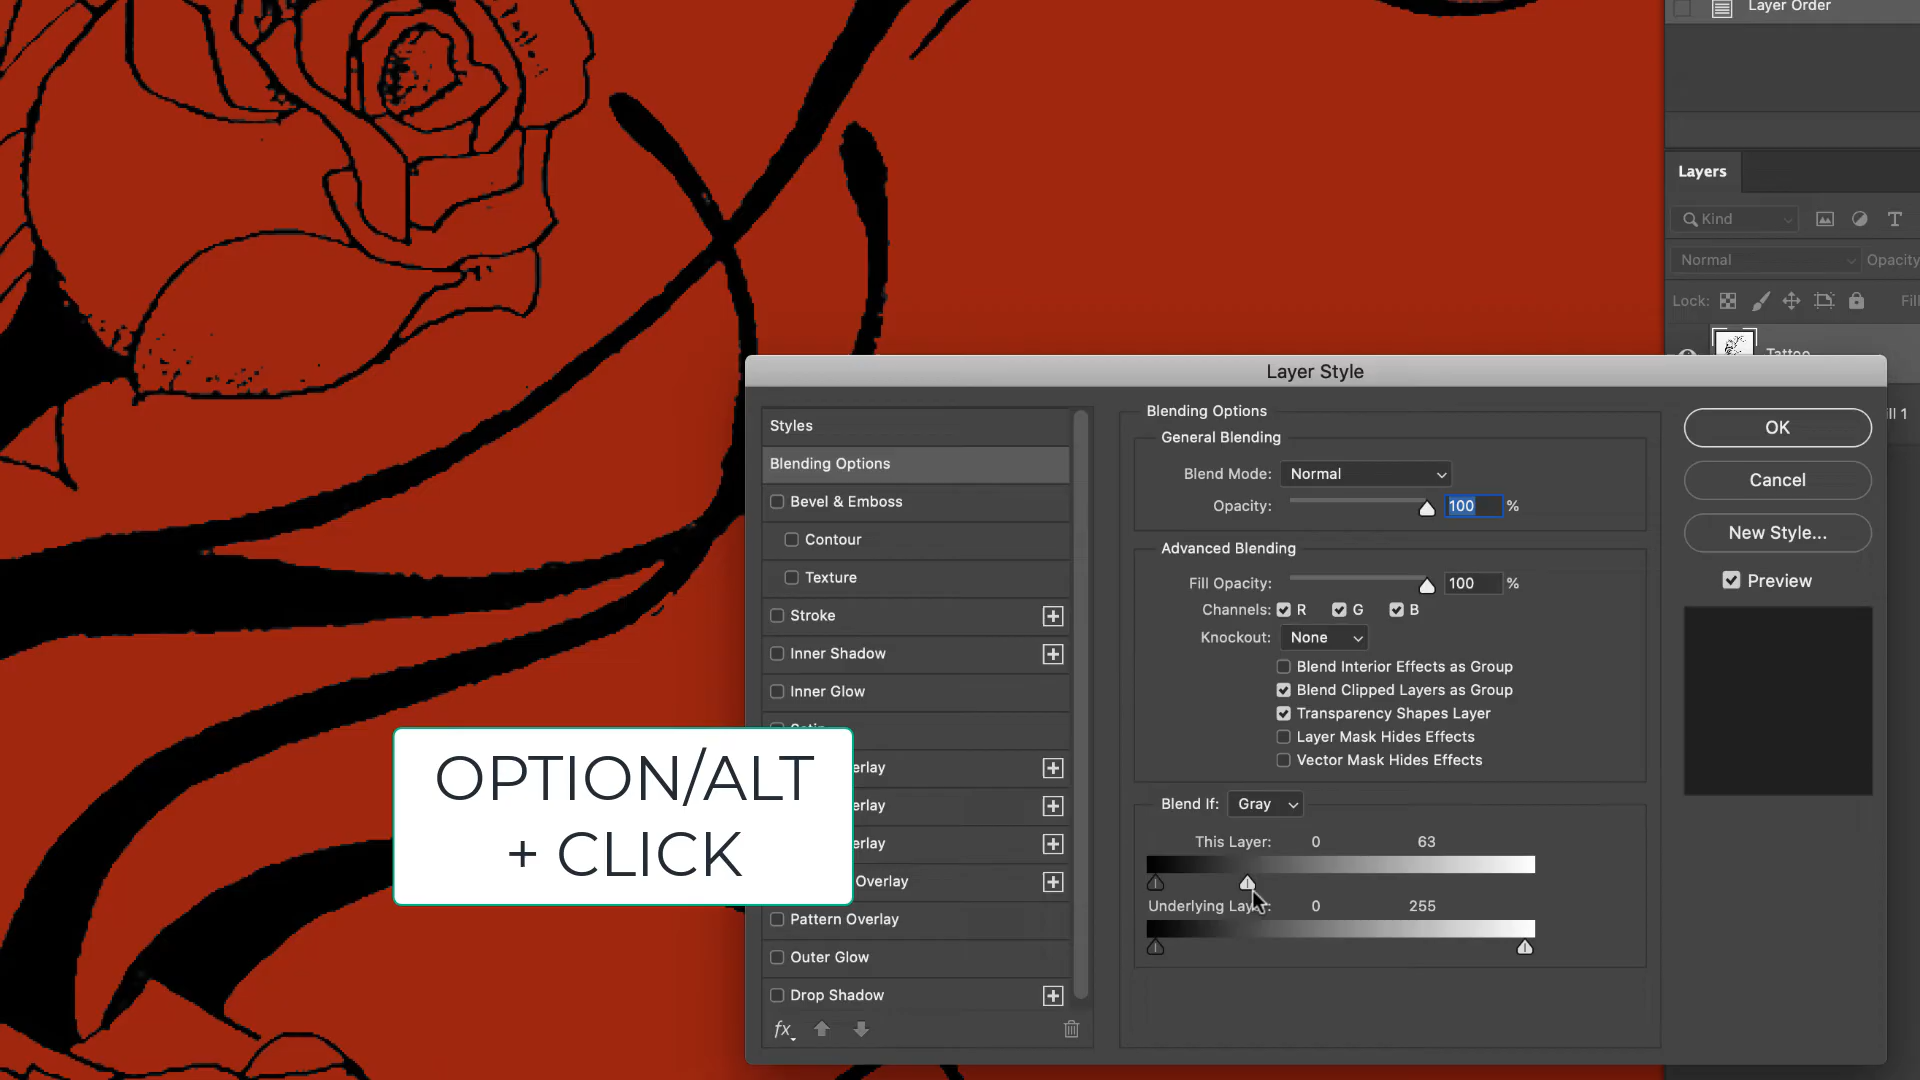 Layer Order
Layers
Kind
Normal
Opacity
Lock:
Fill
Tattoo
ill 1
Layer Style
Styles
Blending Options
Bevel & Emboss
Contour
Texture
Stroke
Inner Shadow
Inner Glow
Satin
erlay
erlay
erlay
Overlay
Pattern Overlay
Outer Glow
Drop Shadow
fx
OPTION/ALT
+ CLICK
Blending Options
General Blending
Blend Mode: Normal
Opacity: 100 %
Advanced Blending
Fill Opacity: 100 %
Channels: R G B
Knockout: None
Blend Interior Effects as Group
Blend Clipped Layers as Group
Transparency Shapes Layer
Layer Mask Hides Effects
Vector Mask Hides Effects
Blend If: Gray
This Layer: 0 63
Underlying Layer: 0 255
OK
Cancel
New Style...
Preview